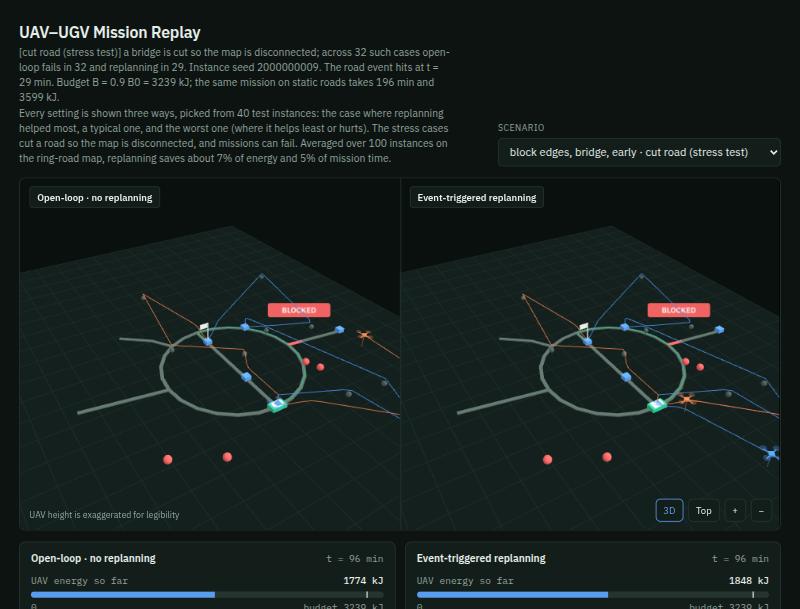 UAV–UGV Mission Replay
[cut road (stress test)] a bridge is cut so the map is disconnected; across 32 such cases open-
loop fails in 32 and replanning in 29. Instance seed 2000000009. The road event hits at t =
29 min. Budget B = 0.9 B0 = 3239 kJ; the same mission on static roads takes 196 min and
3599 kJ.
Every setting is shown three ways, picked from 40 test instances: the case where replanning
helped most, a typical one, and the worst one (where it helps least or hurts). The stress cases
cut a road so the map is disconnected, and missions can fail. Averaged over 100 instances on
the ring-road map, replanning saves about 7% of energy and 5% of mission time.
SCENARIO
block edges, bridge, early · cut road (stress test)
Open-loop · no replanning
Event-triggered replanning
BLOCKED
BLOCKED
UAV height is exaggerated for legibility
3D
Top
+
−
Open-loop · no replanning
t = 96 min
UAV energy so far
1774 kJ
0
budget 3239 kJ
Event-triggered replanning
t = 96 min
UAV energy so far
1848 kJ
0
budget 3239 kJ